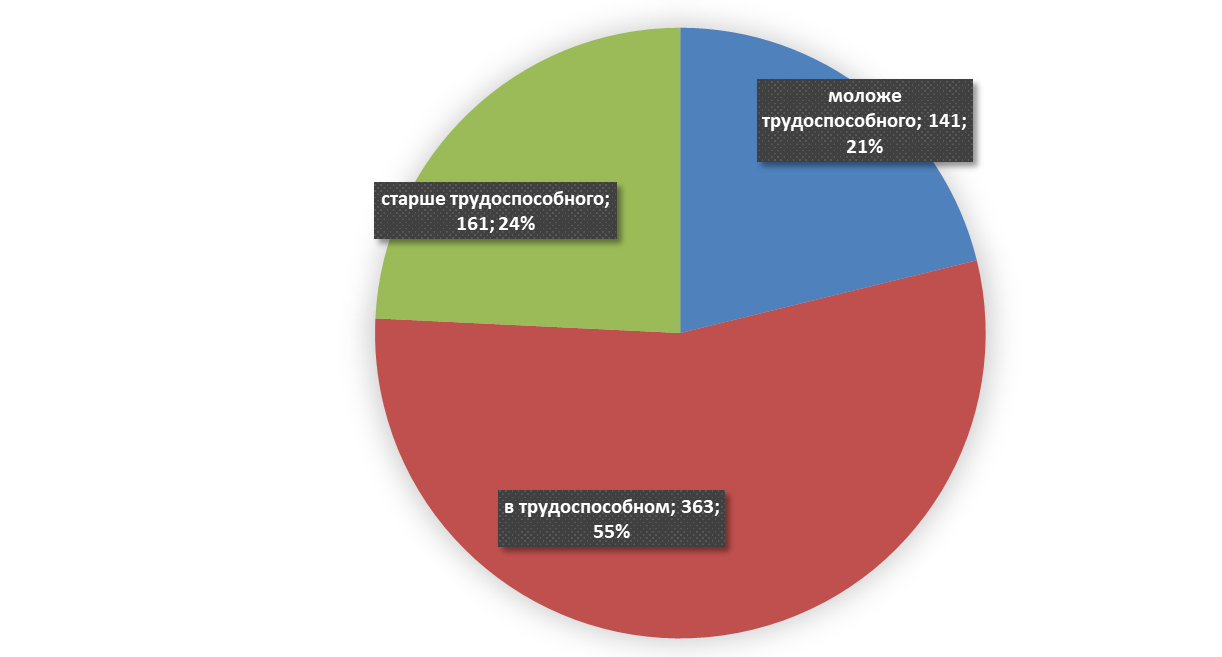 моложе
трудоспособного; 141;
21%
старше трудоспособного;
161; 24%
в трудоспособном; 363;
55%